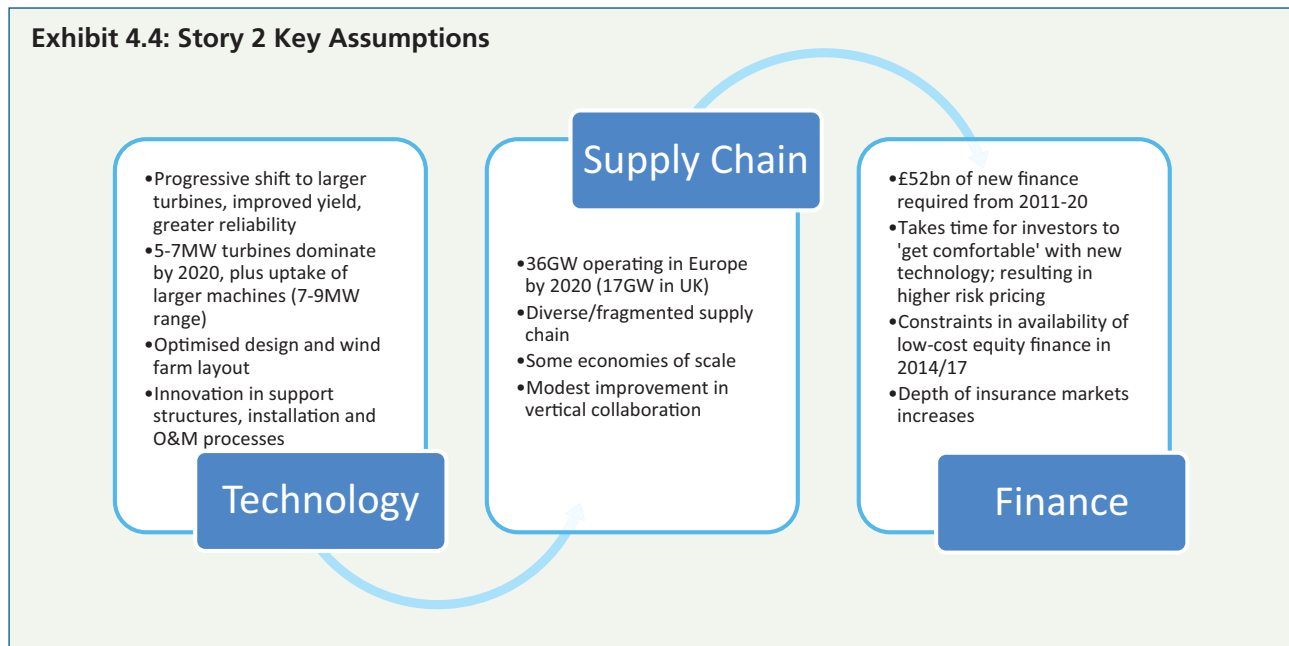 Exhibit 4.4: Story 2 Key Assumptions
•Progressive shift to larger
turbines, improved yield,
greater reliability
•5-7MW turbines dominate
by 2020, plus uptake of
larger machines (7-9MW
range)
•Optimised design and wind
farm layout
•Innovation in support
structures, installation and
O&M processes
Technology
Supply Chain
•36GW operating in Europe
by 2020 (17GW in UK)
•Diverse/fragmented supply
chain
•Some economies of scale
•Modest improvement in
vertical collaboration
•£52bn of new finance
required from 2011-20
•Takes time for investors to
'get comfortable' with new
technology; resulting in
higher risk pricing
•Constraints in availability of
low-cost equity finance in
2014/17
•Depth of insurance markets
increases
Finance